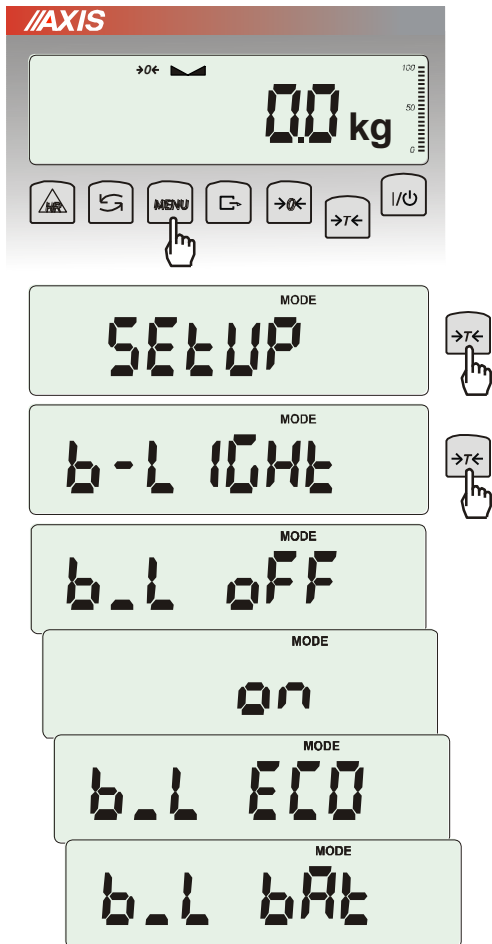 //AXIS
→0←
100
50
0
0.0 kg
HR MENU →0← →T← I/⏻
MODE
SEtUP
→T←
MODE
b-LIGHt
→T←
MODE
b_L oFF
MODE
on
MODE
b_L ECO
MODE
b_L bAt